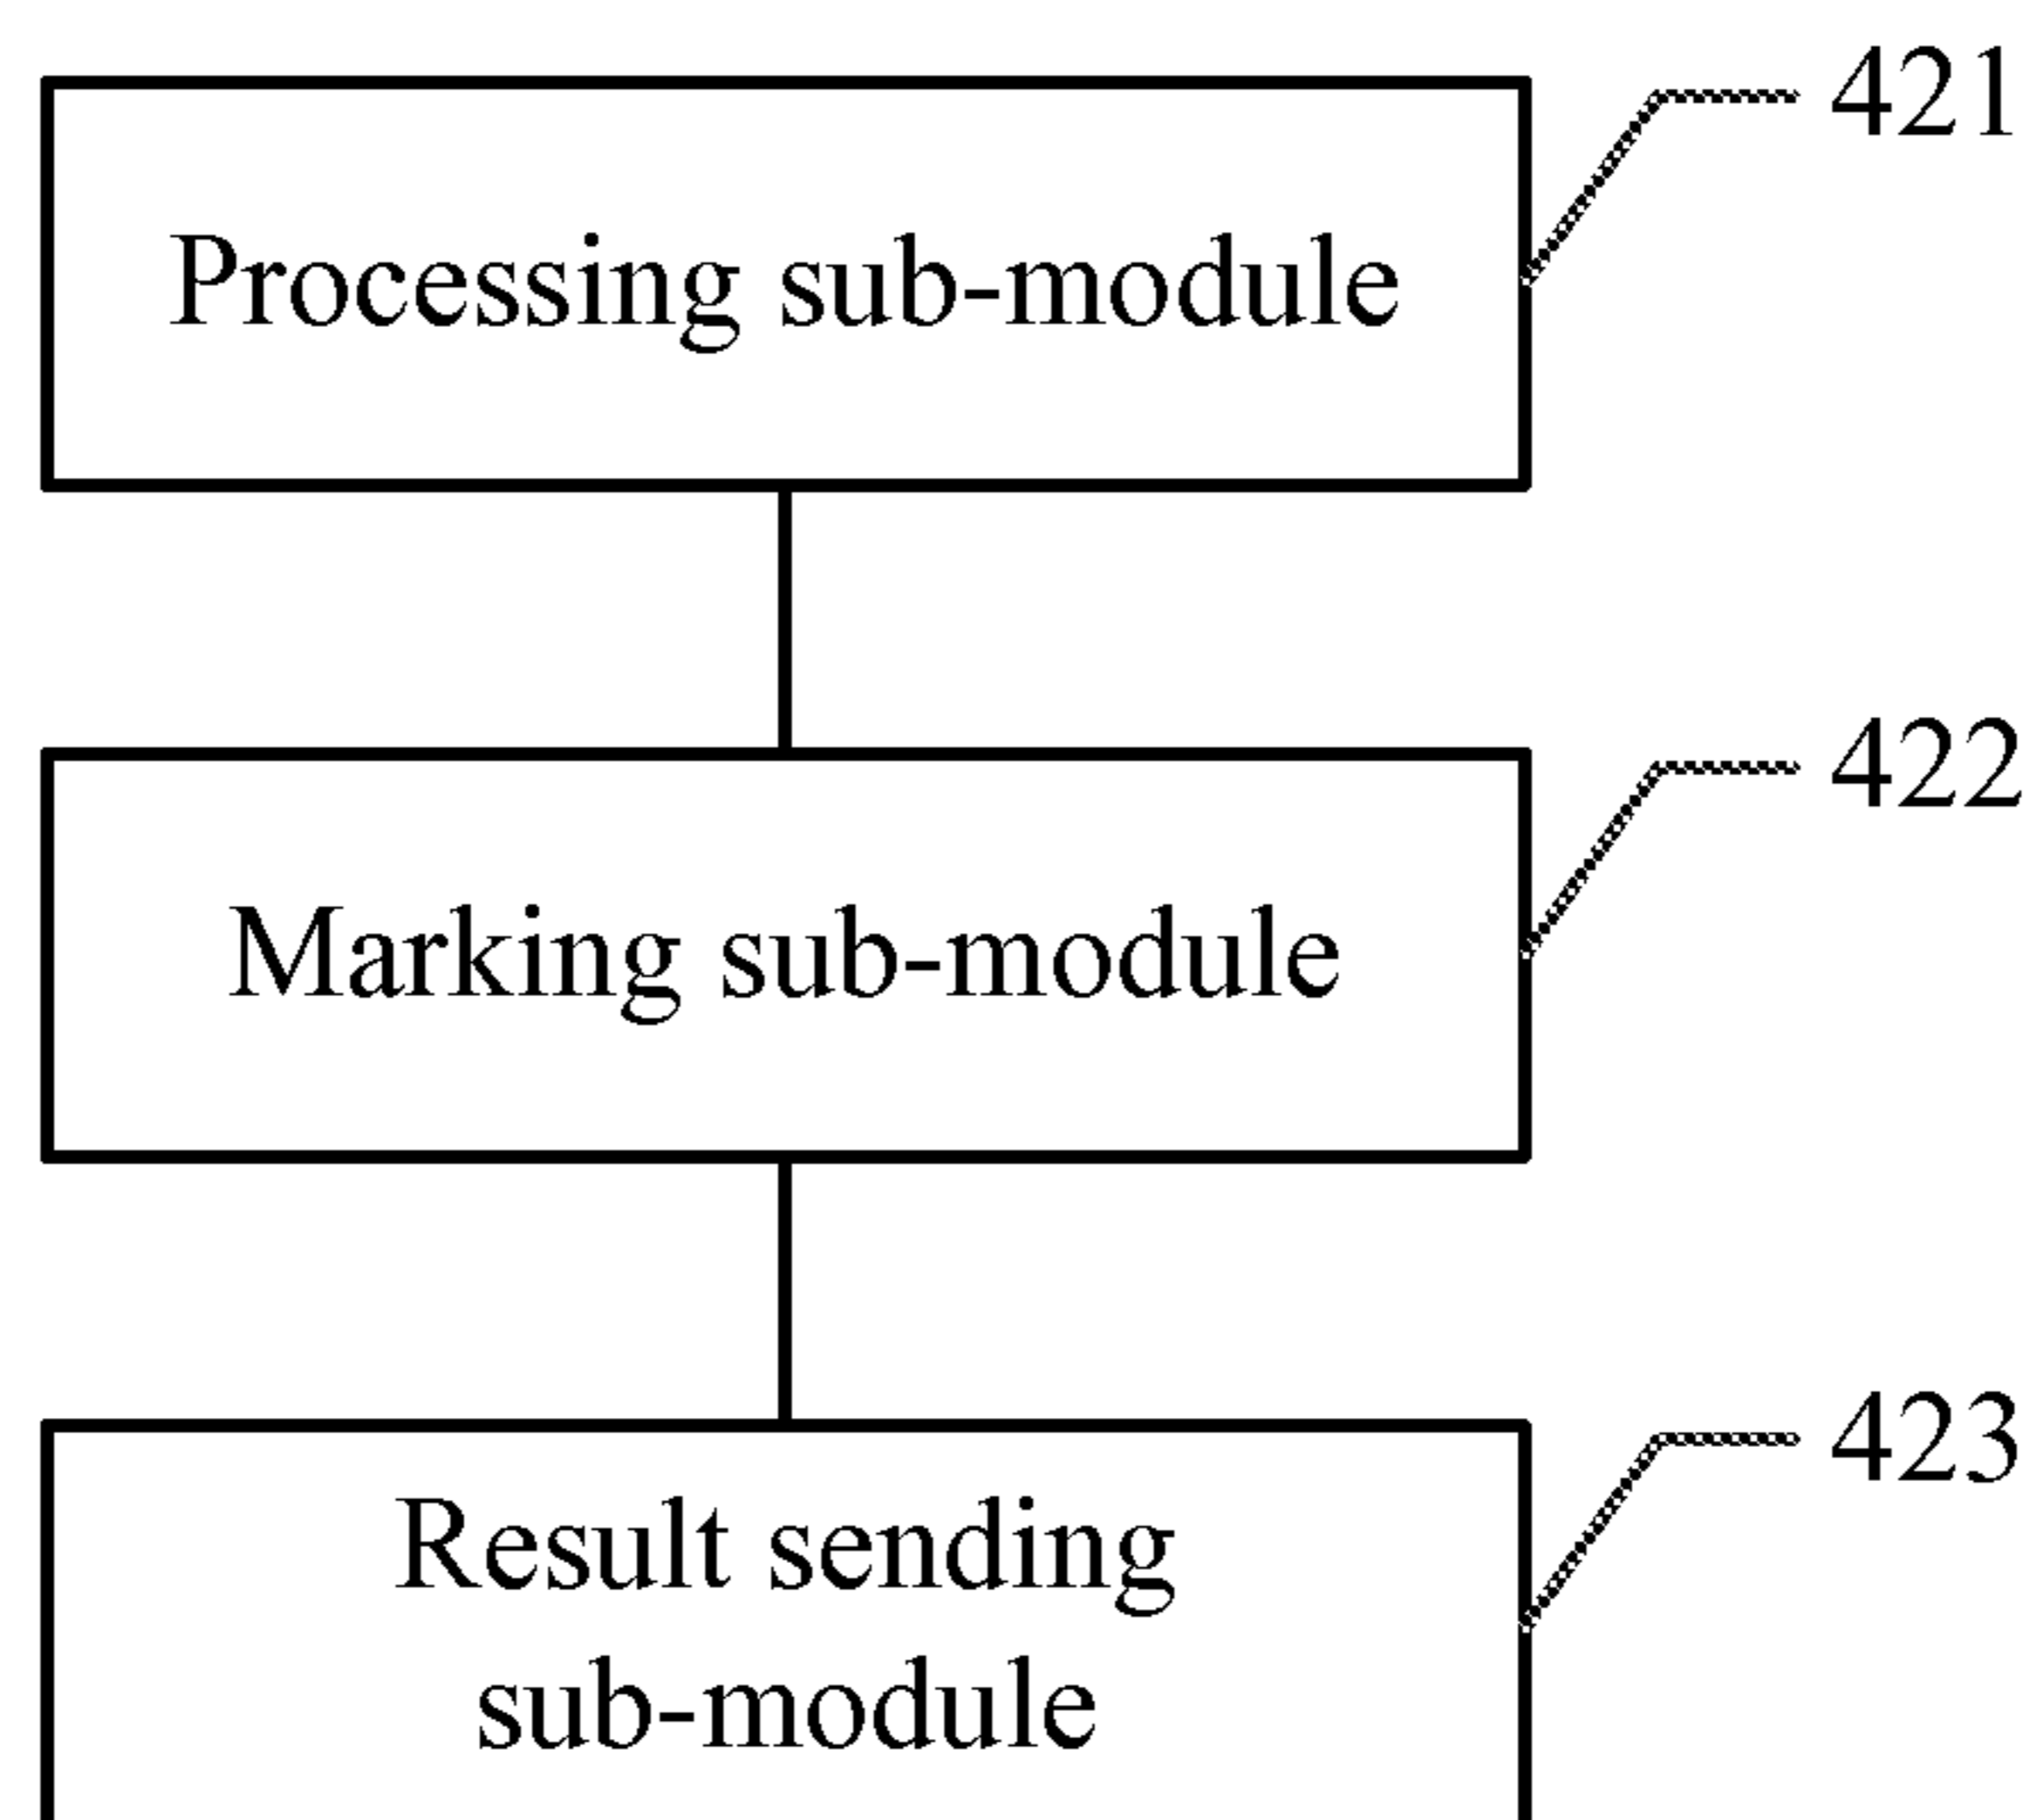 421
Processing sub-module
422
Marking sub-module
423
Result sending
sub-module